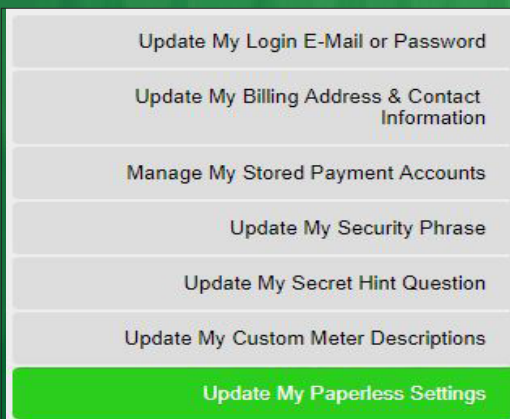 Update My Login E-Mail or Password
Update My Billing Address & Contact
Information
Manage My Stored Payment Accounts
Update My Security Phrase
Update My Secret Hint Question
Update My Custom Meter Descriptions
Update My Paperless Settings